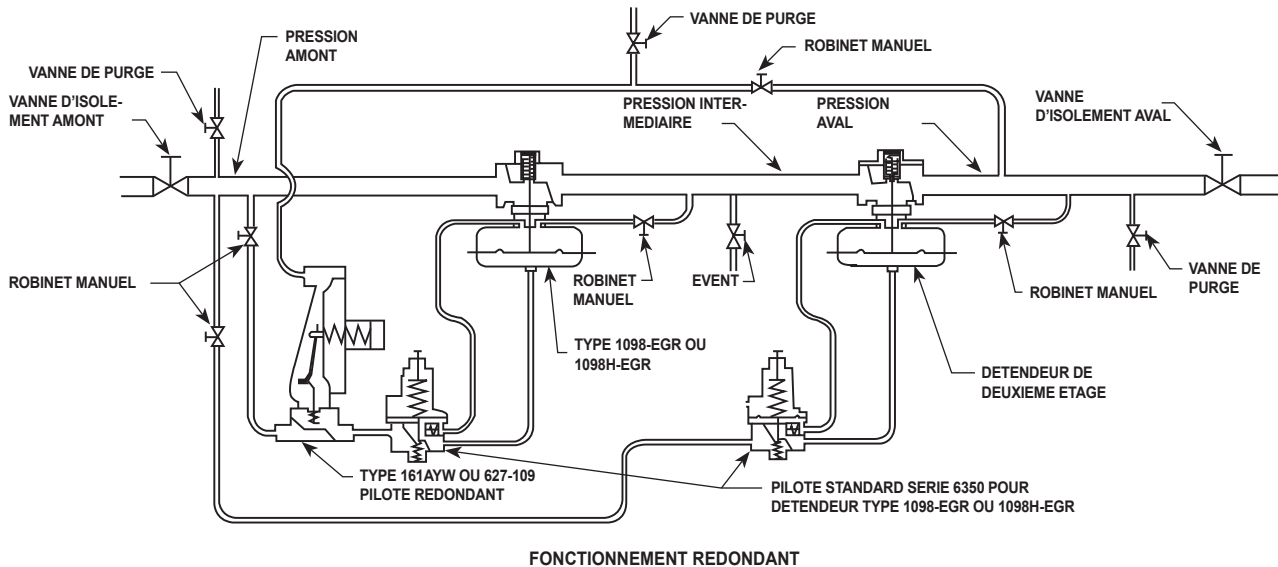 VANNE DE PURGE
ROBINET MANUEL
PRESSION
AMONT
VANNE DE PURGE
VANNE D'ISOLE-
MENT AMONT
PRESSION INTER-
MEDIAIRE
PRESSION
AVAL
VANNE
D'ISOLEMENT AVAL
ROBINET MANUEL
ROBINET
MANUEL
EVENT
ROBINET MANUEL
VANNE DE
PURGE
TYPE 1098-EGR OU
1098H-EGR
DETENDEUR DE
DEUXIEME ETAGE
TYPE 161AYW OU 627-109
PILOTE REDONDANT
PILOTE STANDARD SERIE 6350 POUR
DETENDEUR TYPE 1098-EGR OU 1098H-EGR
FONCTIONNEMENT REDONDANT